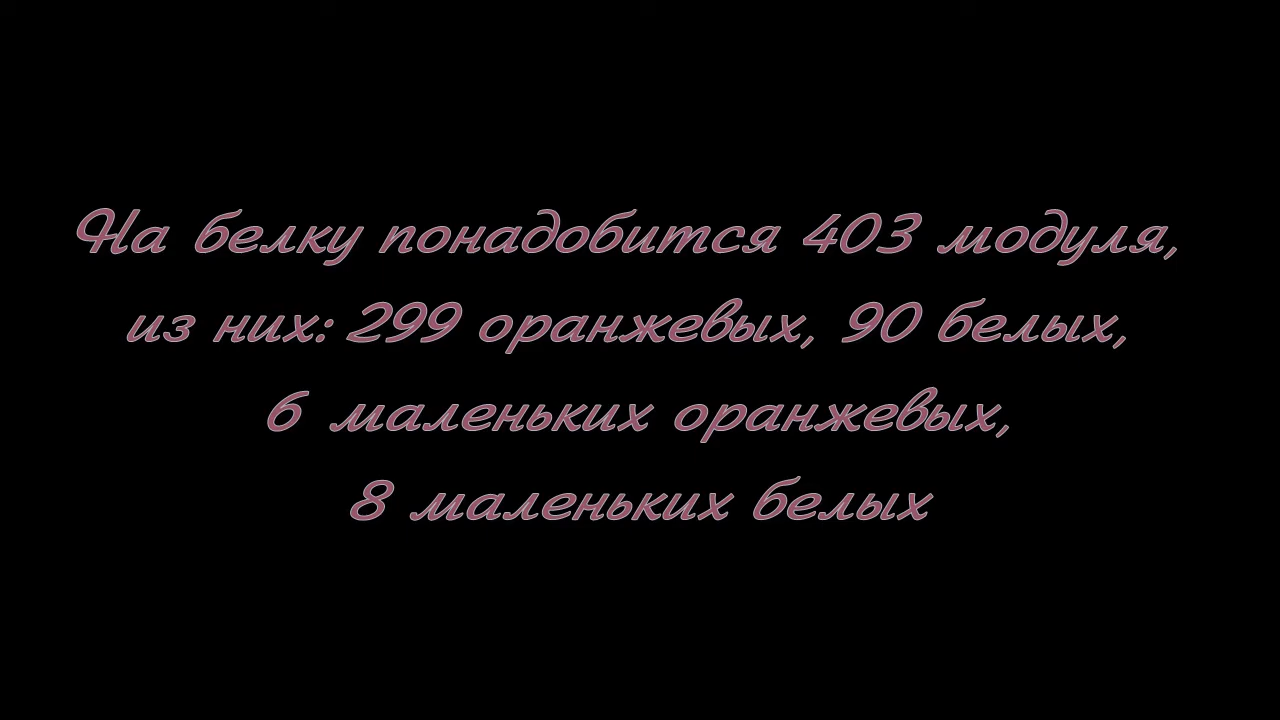 На белку понадобится 403 модуля,
из них: 299 оранжевых, 90 белых,
6 маленьких оранжевых,
8 маленьких белых